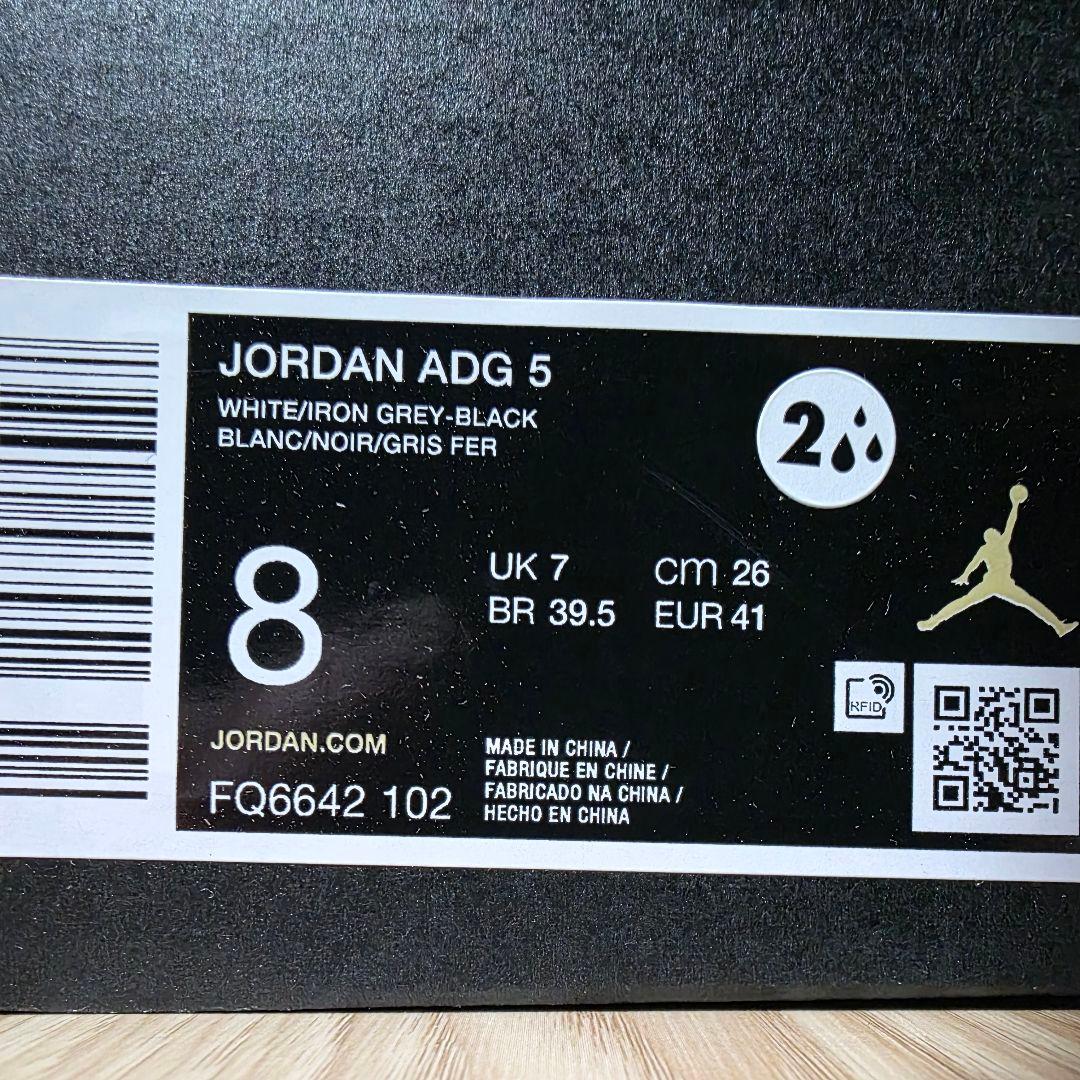 JORDAN ADG 5
WHITE/IRON GREY-BLACK
BLANC/NOIR/GRIS FER
2
8
UK 7
cm 26
BR 39.5
EUR 41
RFID
JORDAN.COM
FQ6642 102
MADE IN CHINA /
FABRIQUE EN CHINE /
FABRICADO NA CHINA /
HECHO EN CHINA